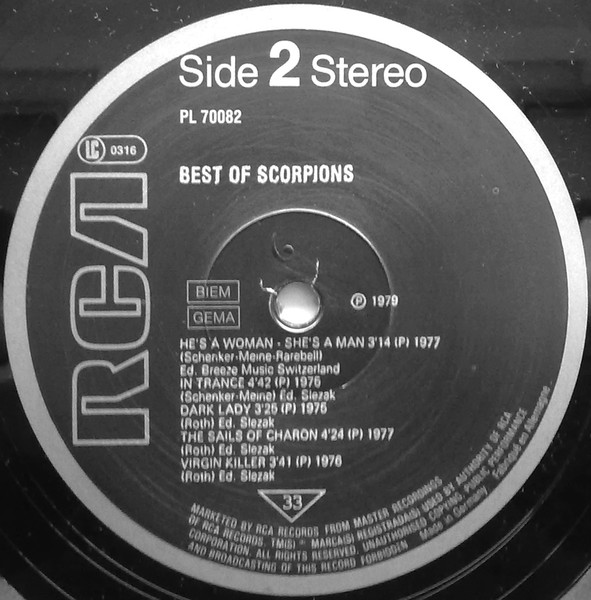 Side 2 Stereo
PL 70082
LC 0316
BEST OF SCORPIONS
RCA
BIEM
GEMA
Ⓟ 1979
HE'S A WOMAN - SHE'S A MAN 3'14 (P) 1977
(Schenker-Meine-Rarebell)
Ed. Breeze Music Switzerland
IN TRANCE 4'42 (P) 1976
(Schenker-Meine) Ed. Slezak
DARK LADY 3'25 (P) 1976
(Roth) Ed. Slezak
THE SAILS OF CHARON 4'24 (P) 1977
(Roth) Ed. Slezak
VIRGIN KILLER 3'41 (P) 1976
(Roth) Ed. Slezak
33
MARKETED BY RCA RECORDS FROM MASTER RECORDINGS
OF RCA RECORDS. TM(S) ® MARCA(S) REGISTRADA(S) USED BY AUTHORITY OF RCA
CORPORATION. ALL RIGHTS RESERVED. UNAUTHORISED COPYING PUBLIC PERFORMANCE
AND BROADCASTING OF THIS RECORD FORBIDDEN Made in Germany Fabriqué en Allemagne